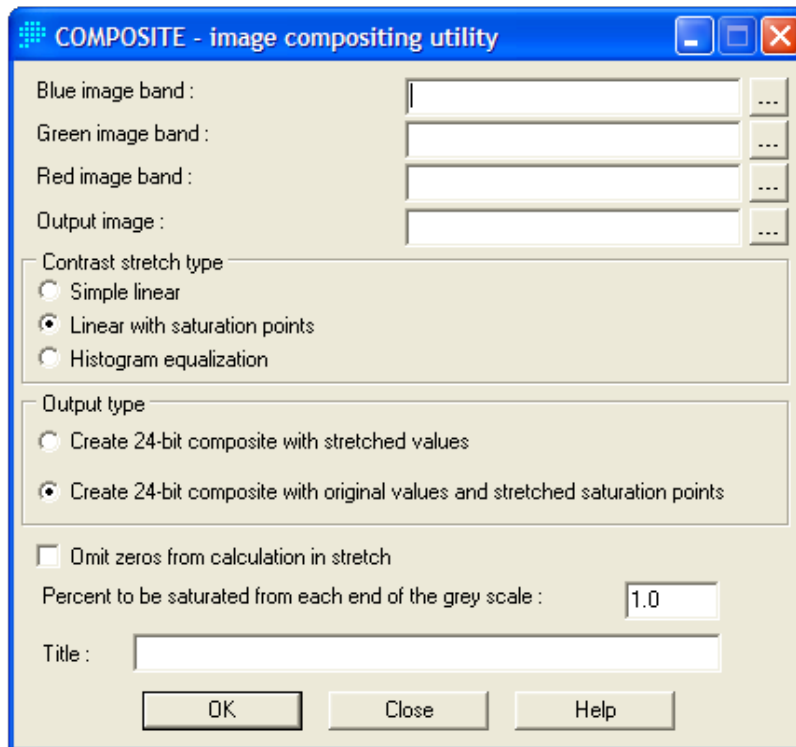 COMPOSITE - image compositing utility
Blue image band :
...
Green image band :
...
Red image band :
...
Output image :
...
Contrast stretch type
Simple linear
Linear with saturation points
Histogram equalization
Output type
Create 24-bit composite with stretched values
Create 24-bit composite with original values and stretched saturation points
Omit zeros from calculation in stretch
Percent to be saturated from each end of the grey scale : 1.0
Title :
OK Close Help